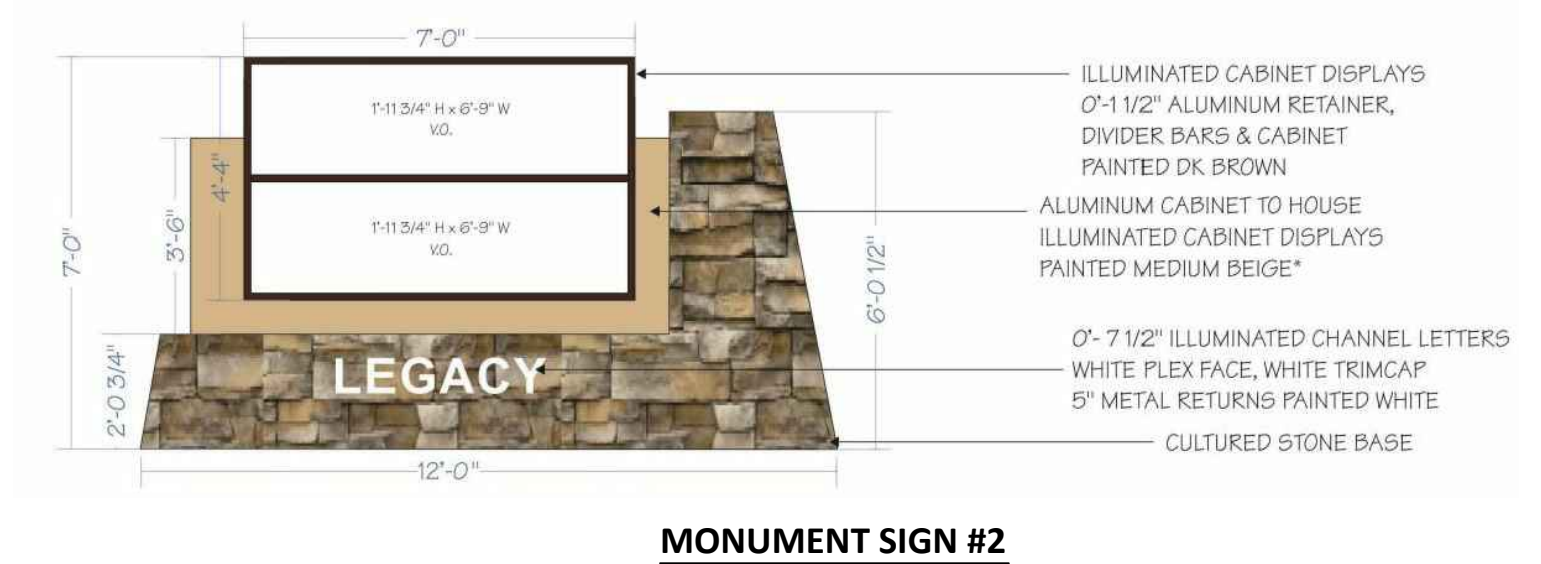 7'-0"
ILLUMINATED CABINET DISPLAYS
0'-1 1/2" ALUMINUM RETAINER,
DIVIDER BARS & CABINET
PAINTED DK BROWN
1'-11 3/4" H x 6'-9" W
V.O.
4'-4"
3'-6"
7'-0"
ALUMINUM CABINET TO HOUSE
ILLUMINATED CABINET DISPLAYS
PAINTED MEDIUM BEIGE*
1'-11 3/4" H x 6'-9" W
V.O.
6'-0 1/2"
0'- 7 1/2" ILLUMINATED CHANNEL LETTERS
WHITE PLEX FACE, WHITE TRIMCAP
5" METAL RETURNS PAINTED WHITE
LEGACY
2'-0 3/4"
CULTURED STONE BASE
12'-0"
MONUMENT SIGN #2